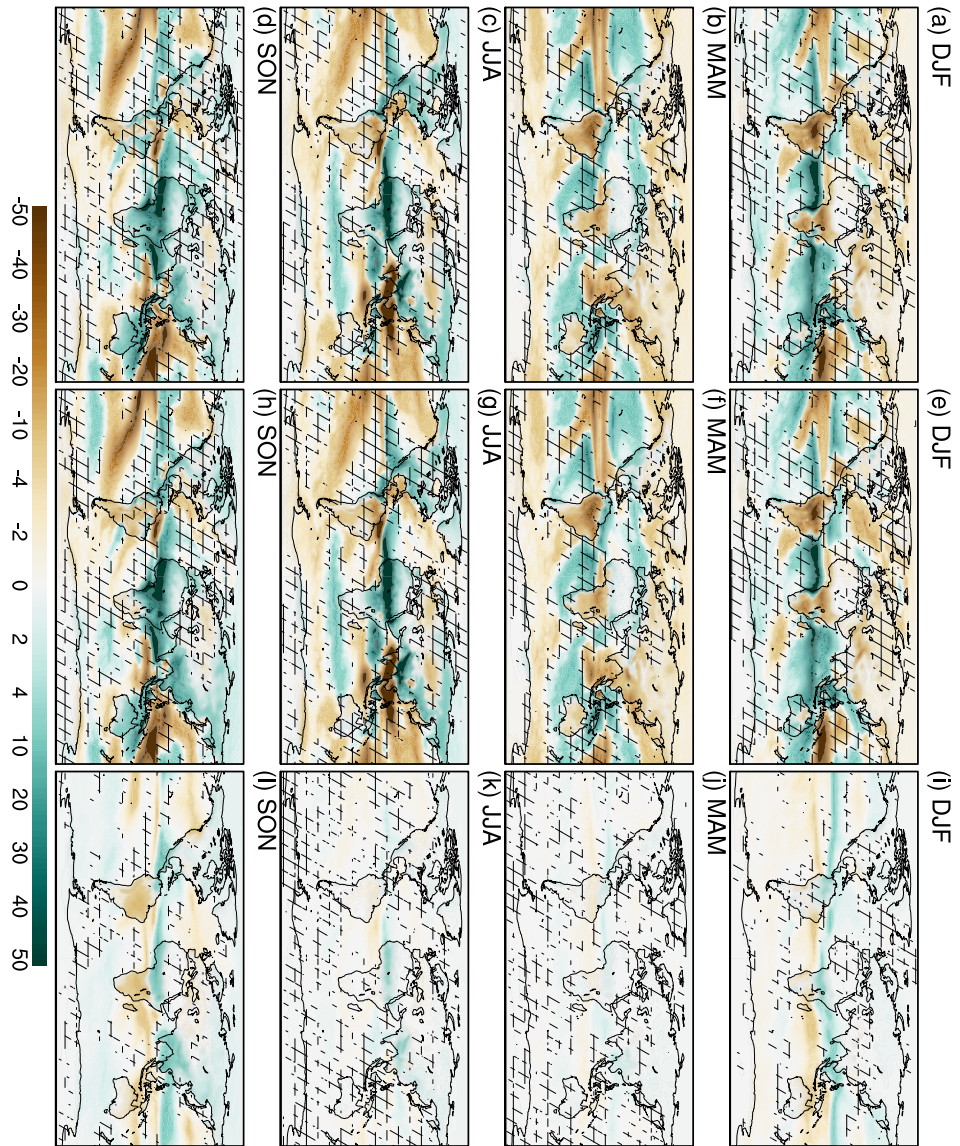 (a) DJF
(e) DJF
(i) DJF
(b) MAM
(f) MAM
(j) MAM
(c) JJA
(g) JJA
(k) JJA
(d) SON
(h) SON
(l) SON
-50 -40 -30 -20 -10 -4 -2 0 2 4 10 20 30 40 50